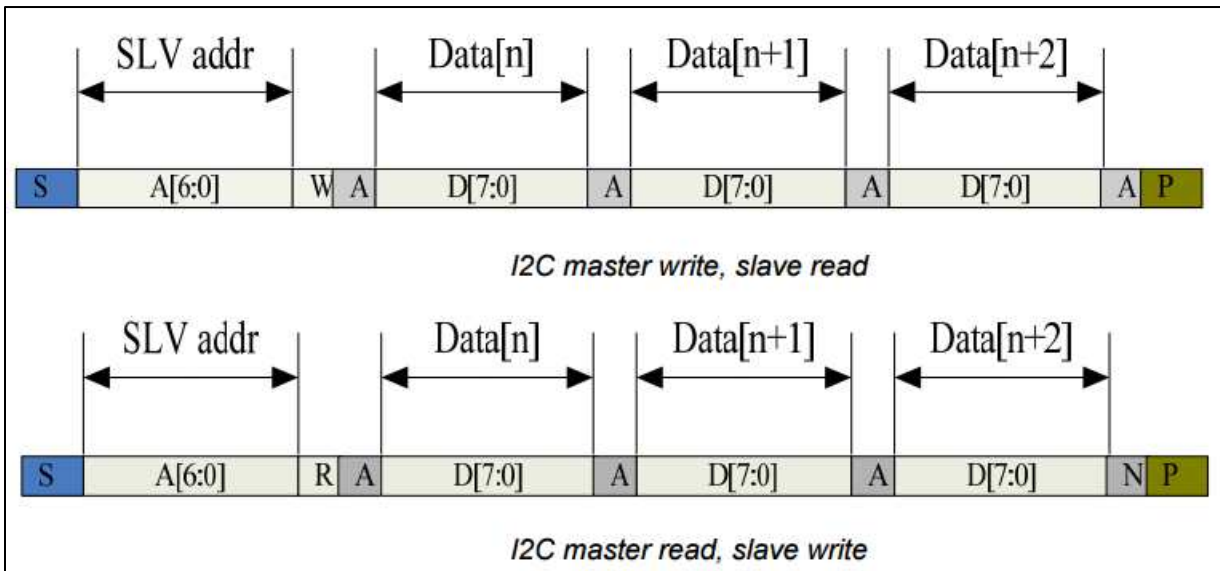 SLV addr Data[n] Data[n+1] Data[n+2]
S A[6:0] W A D[7:0] A D[7:0] A D[7:0] A P
I2C master write, slave read
SLV addr Data[n] Data[n+1] Data[n+2]
S A[6:0] R A D[7:0] A D[7:0] A D[7:0] N P
I2C master read, slave write